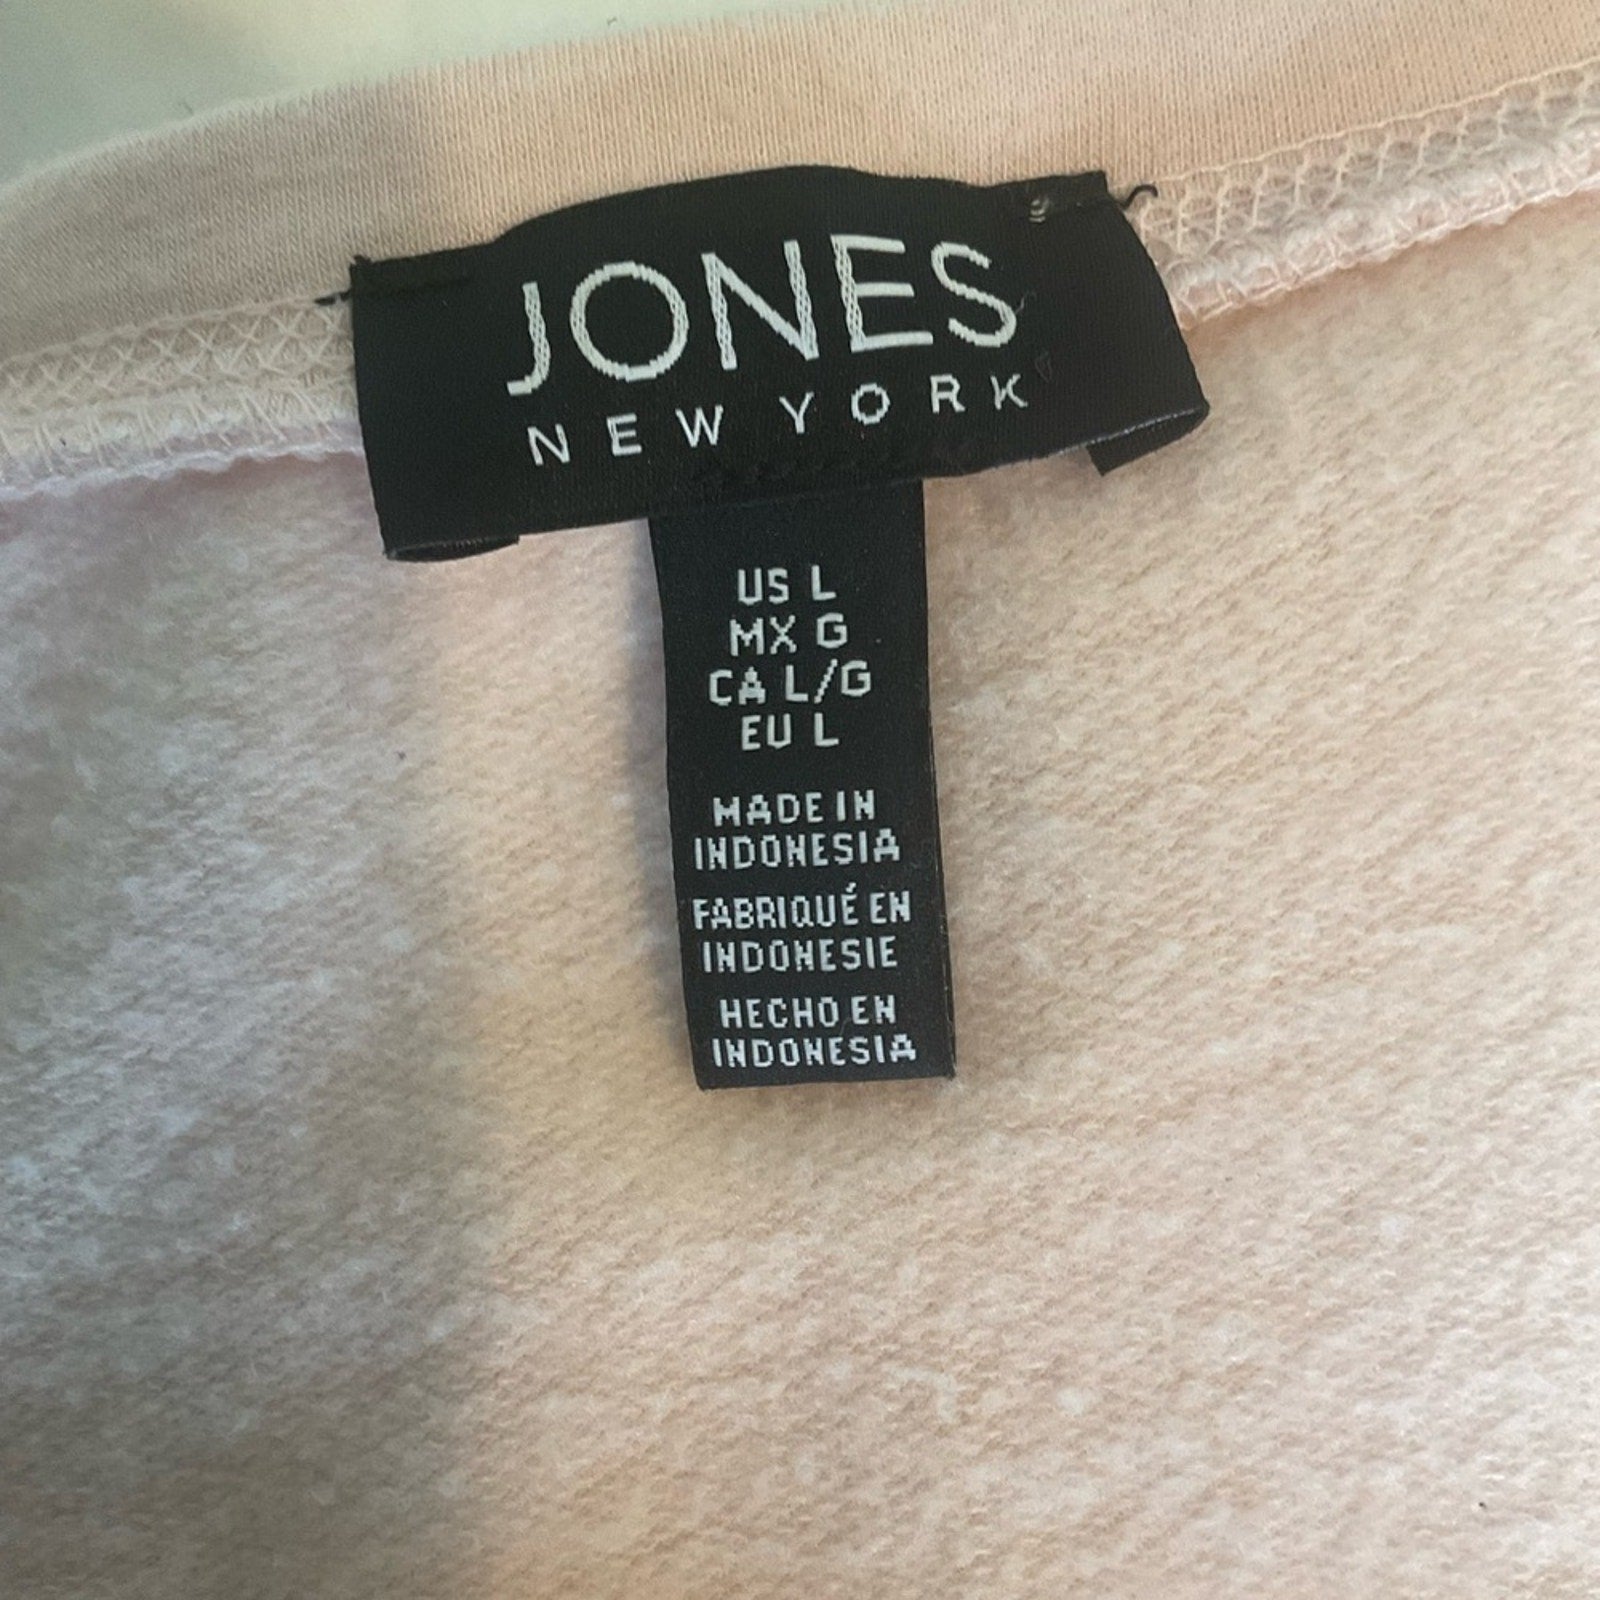 JONES
NEW YORK
US L
MX G
CA L/G
EU L
MADE IN
INDONESIA
FABRIQUÉ EN
INDONESIE
HECHO EN
INDONESIA